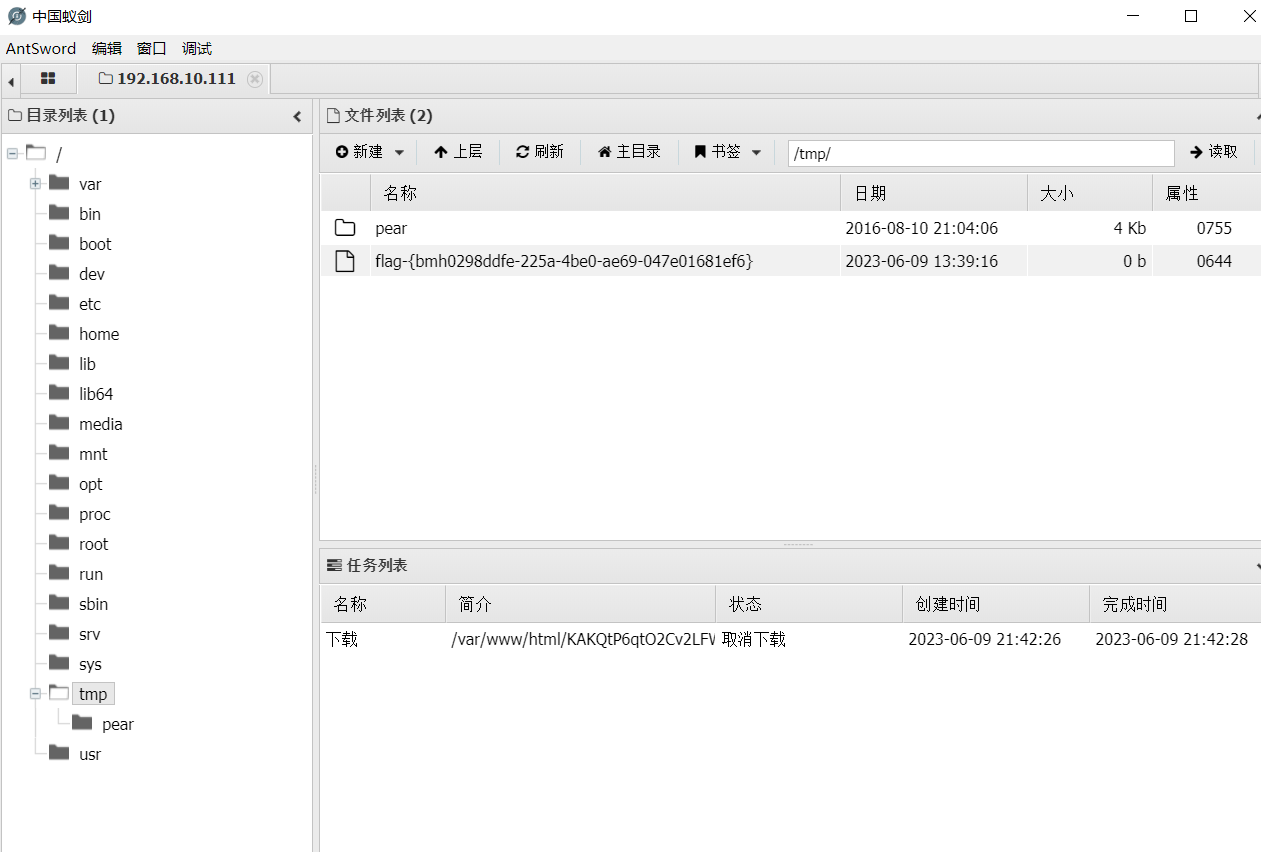 中国蚁剑
AntSword 编辑 窗口 调试
192.168.10.111
目录列表 (1)
/
var
bin
boot
dev
etc
home
lib
lib64
media
mnt
opt
proc
root
run
sbin
srv
sys
tmp
pear
usr
文件列表 (2)
新建 上层 刷新 主目录 书签 /tmp/ 读取
名称 日期 大小 属性
pear 2016-08-10 21:04:06 4 Kb 0755
flag-{bmh0298ddfe-225a-4be0-ae69-047e01681ef6} 2023-06-09 13:39:16 0 b 0644
任务列表
名称 简介 状态 创建时间 完成时间
下载 /var/www/html/KAKQtP6qtO2Cv2LFW 取消下载 2023-06-09 21:42:26 2023-06-09 21:42:28